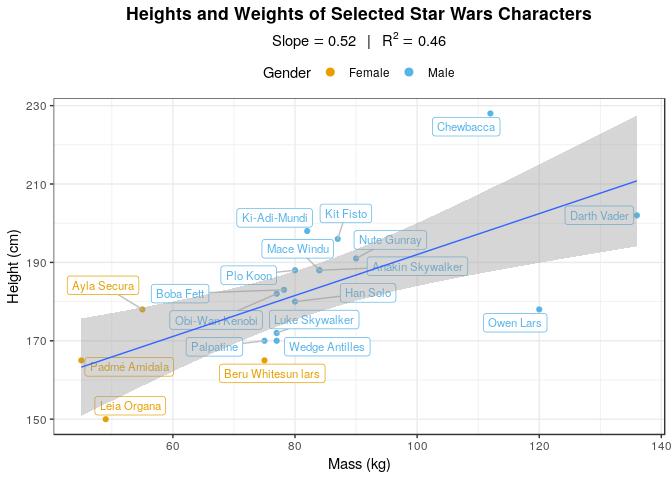 Heights and Weights of Selected Star Wars Characters
Slope = 0.52 | R² = 0.46
Gender Female Male
230
Chewbacca
210
Kit Fisto
Ki-Adi-Mundi
Darth Vader
Nute Gunray
Mace Windu
190
Anakin Skywalker
Plo Koon
Ayla Secura
Boba Fett
Han Solo
Obi-Wan Kenobi
Luke Skywalker
Owen Lars
170
Palpatine
Wedge Antilles
Padmé Amidala
Beru Whitesun lars
Leia Organa
150
Height (cm)
60 80 100 120 140
Mass (kg)